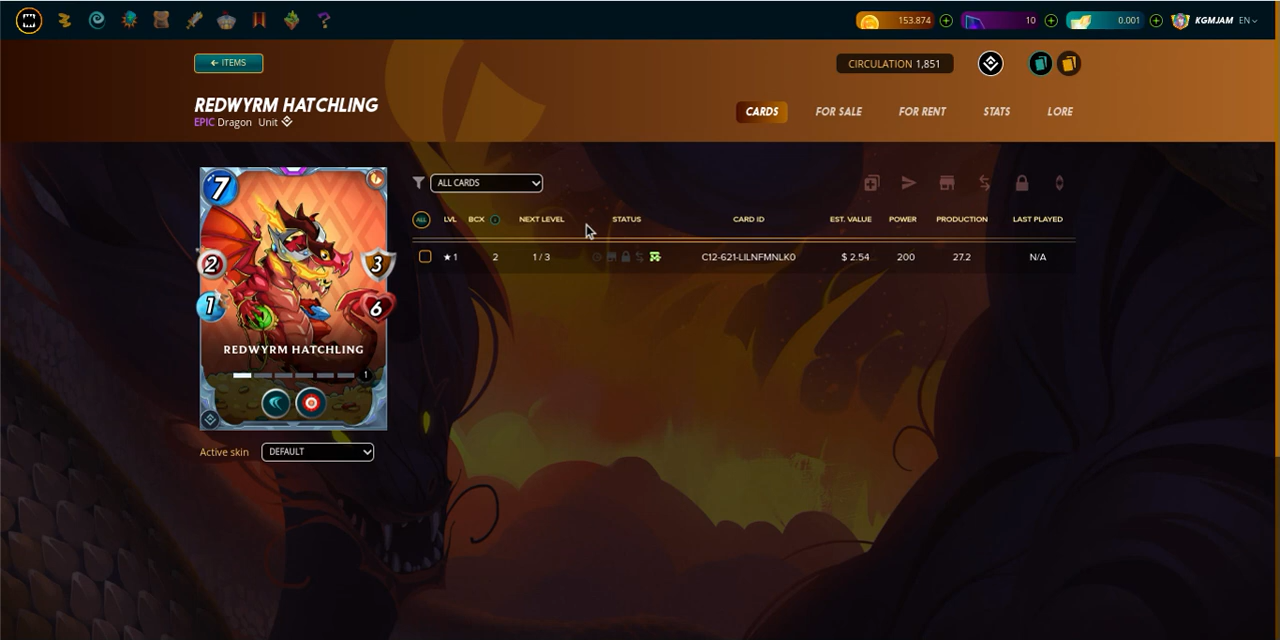 153.874 10 0.001 KGMJAM EN
← ITEMS
CIRCULATION 1,851
REDWYRM HATCHLING
EPIC Dragon Unit
CARDS FOR SALE FOR RENT STATS LORE
7
2
3
1
6
REDWYRM HATCHLING
1
Active skin DEFAULT
ALL CARDS
ALL LVL BCX NEXT LEVEL STATUS CARD ID EST. VALUE POWER PRODUCTION LAST PLAYED
★ 1 2 1 / 3 C12-621-LILNFMNLK0 $ 2.54 200 27.2 N/A